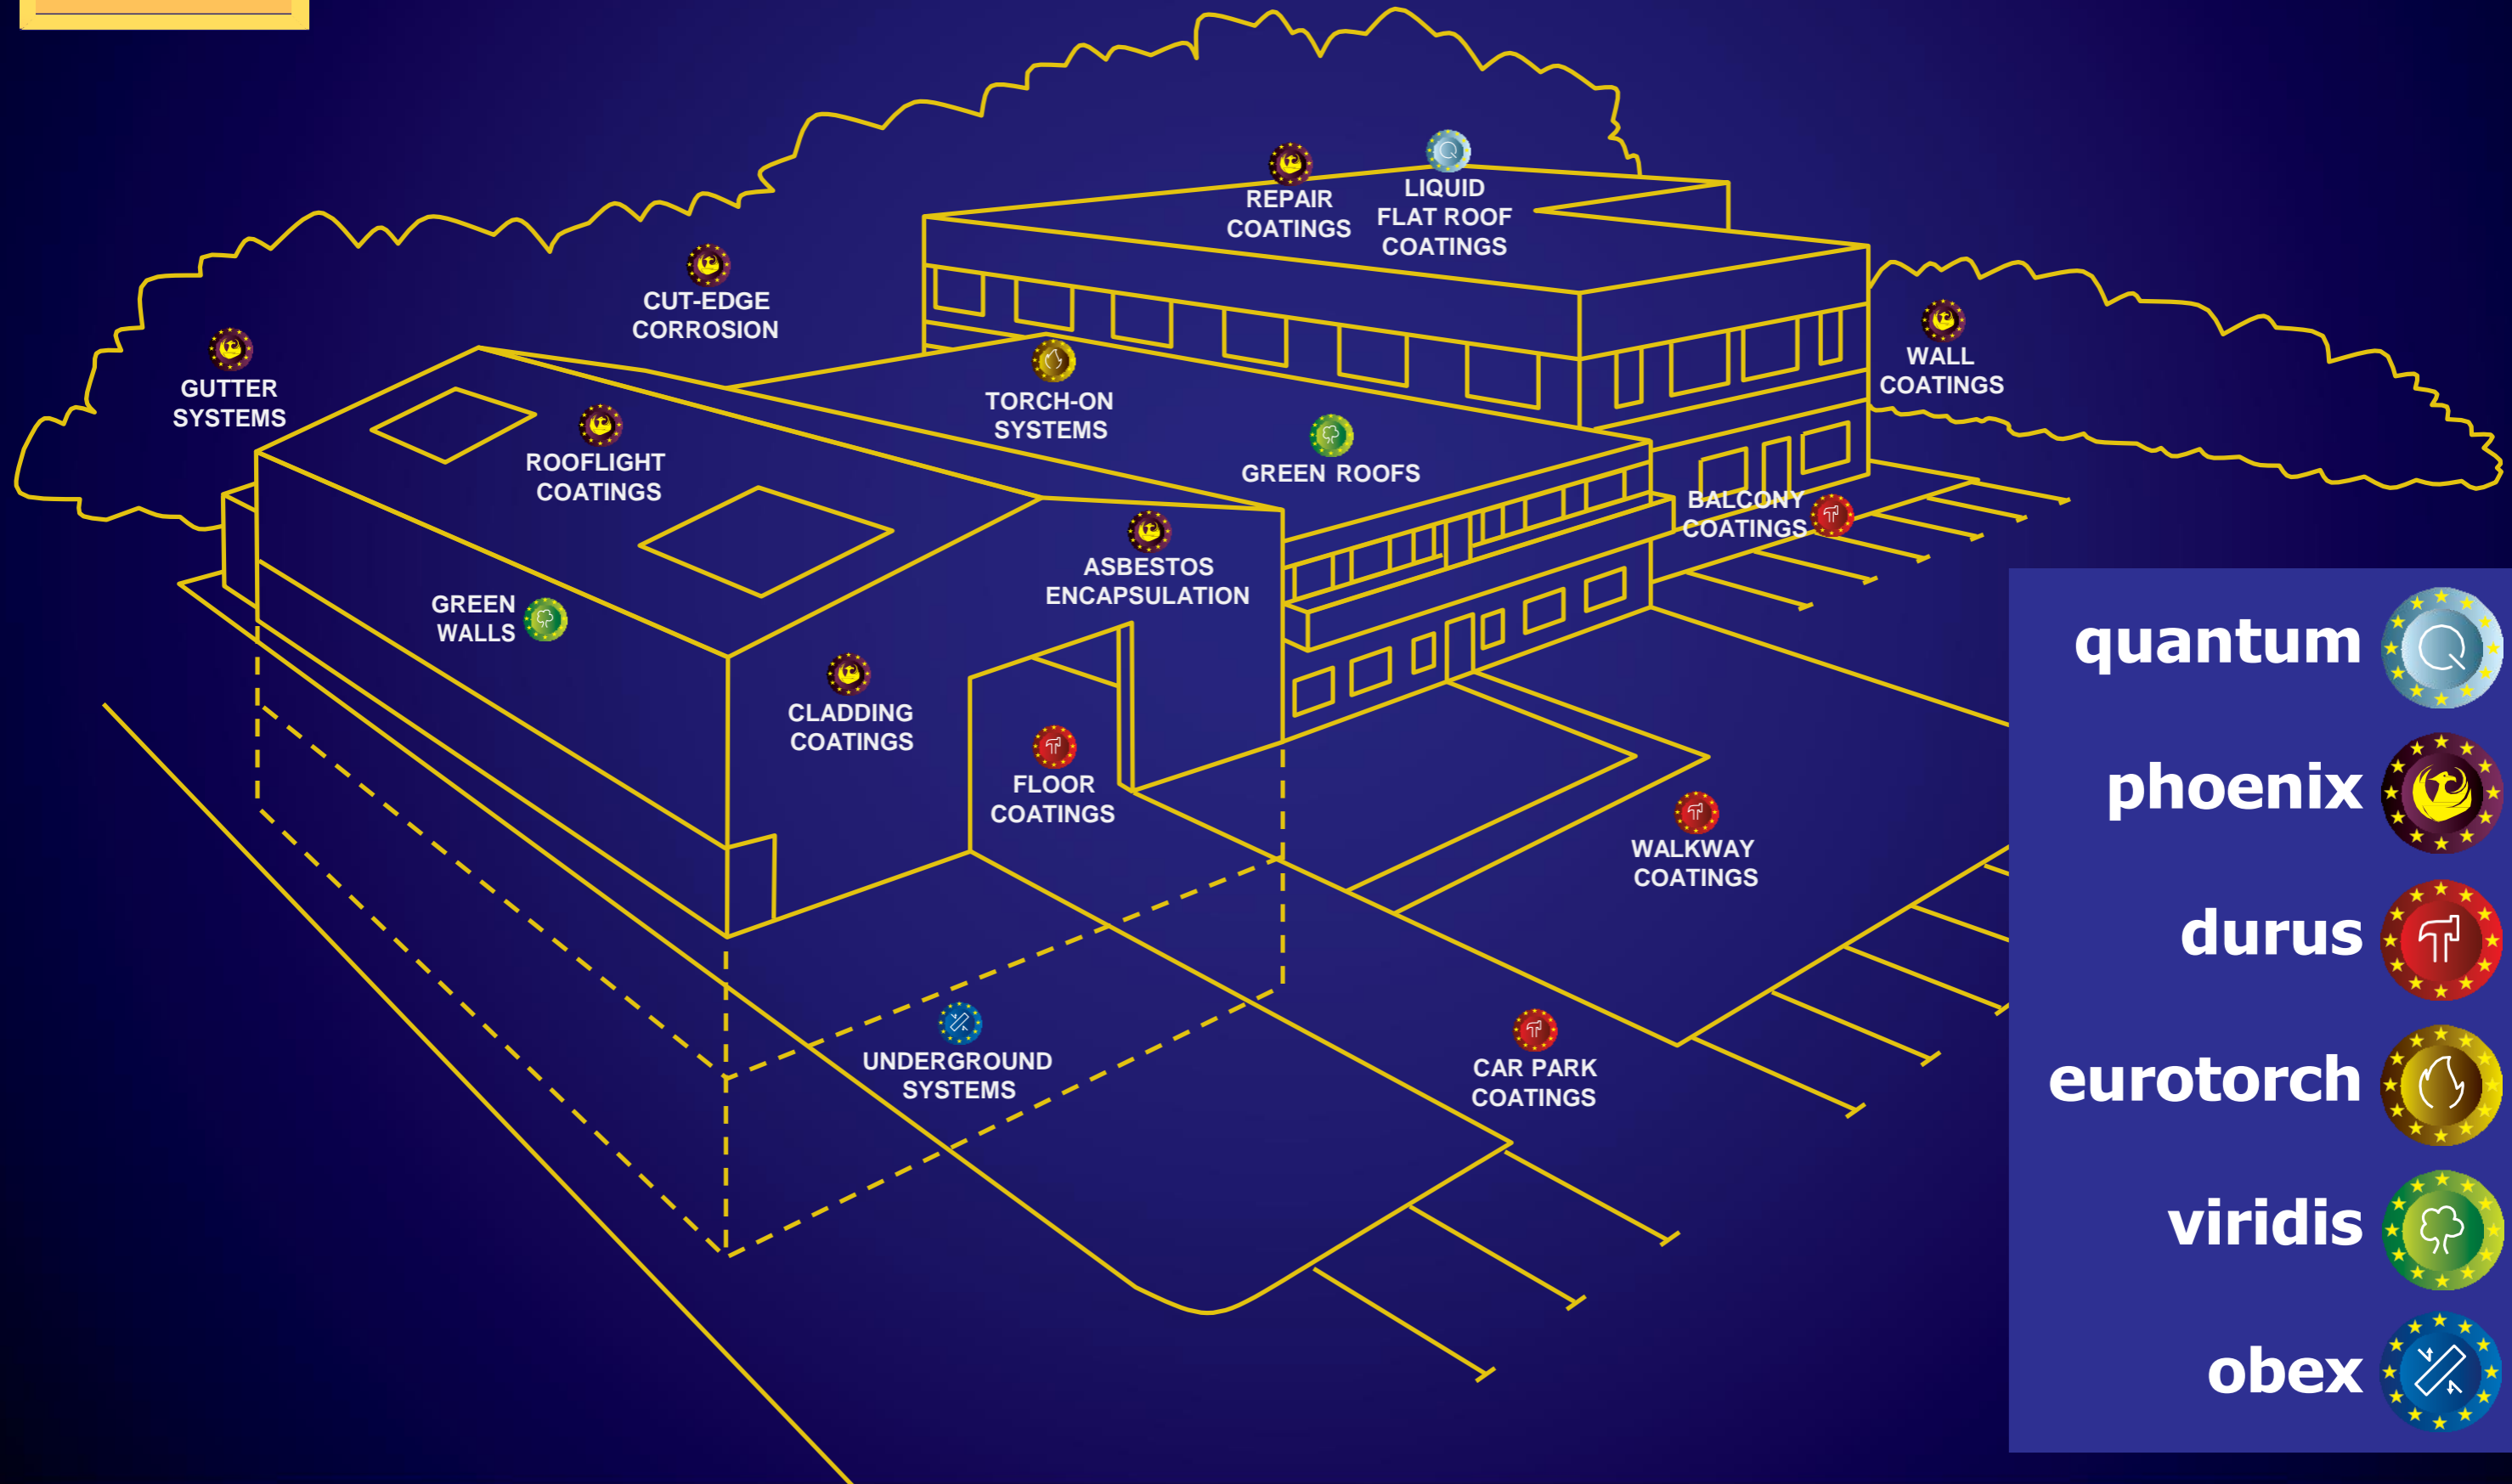 REPAIR
COATINGS
LIQUID
FLAT ROOF
COATINGS
CUT-EDGE
CORROSION
GUTTER
SYSTEMS
WALL
COATINGS
TORCH-ON
SYSTEMS
ROOFLIGHT
COATINGS
GREEN ROOFS
BALCONY
COATINGS
ASBESTOS
ENCAPSULATION
GREEN
WALLS
CLADDING
COATINGS
FLOOR
COATINGS
WALKWAY
COATINGS
UNDERGROUND
SYSTEMS
CAR PARK
COATINGS
quantum
Q
phoenix
durus
eurotorch
viridis
obex